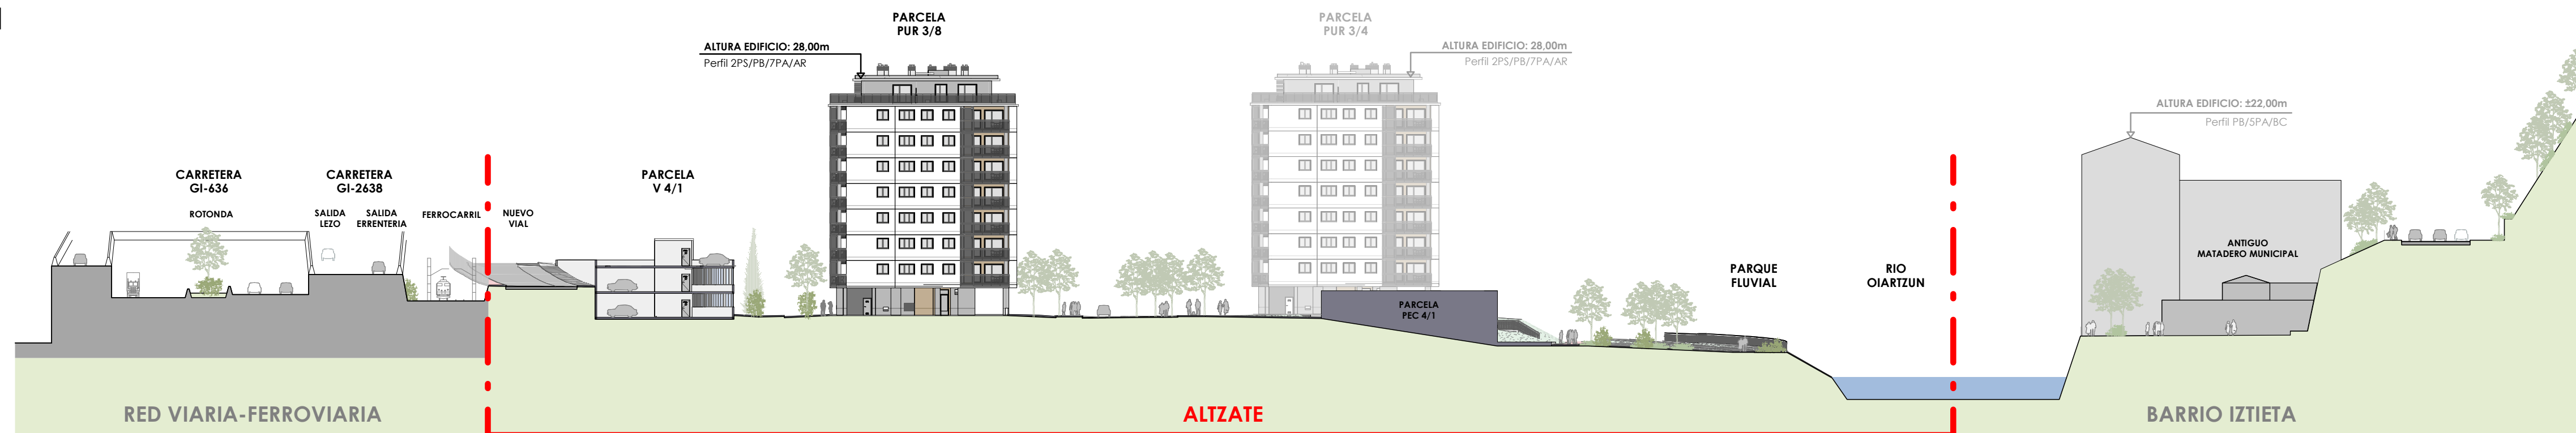 PARCELA
PUR 3/8
PARCELA
PUR 3/4
ALTURA EDIFICIO: 28,00m
Perfil 2PS/PB/7PA/AR
ALTURA EDIFICIO: 28,00m
Perfil 2PS/PB/7PA/AR
ALTURA EDIFICIO: ±22,00m
Perfil PB/5PA/BC
CARRETERA
GI-636
CARRETERA
GI-2638
PARCELA
V 4/1
ROTONDA
SALIDA
LEZO
SALIDA
ERRENTERIA
FERROCARRIL
NUEVO
VIAL
ANTIGUO
MATADERO MUNICIPAL
PARQUE
FLUVIAL
RIO
OIARTZUN
PARCELA
PEC 4/1
RED VIARIA-FERROVIARIA
ALTZATE
BARRIO IZTIETA